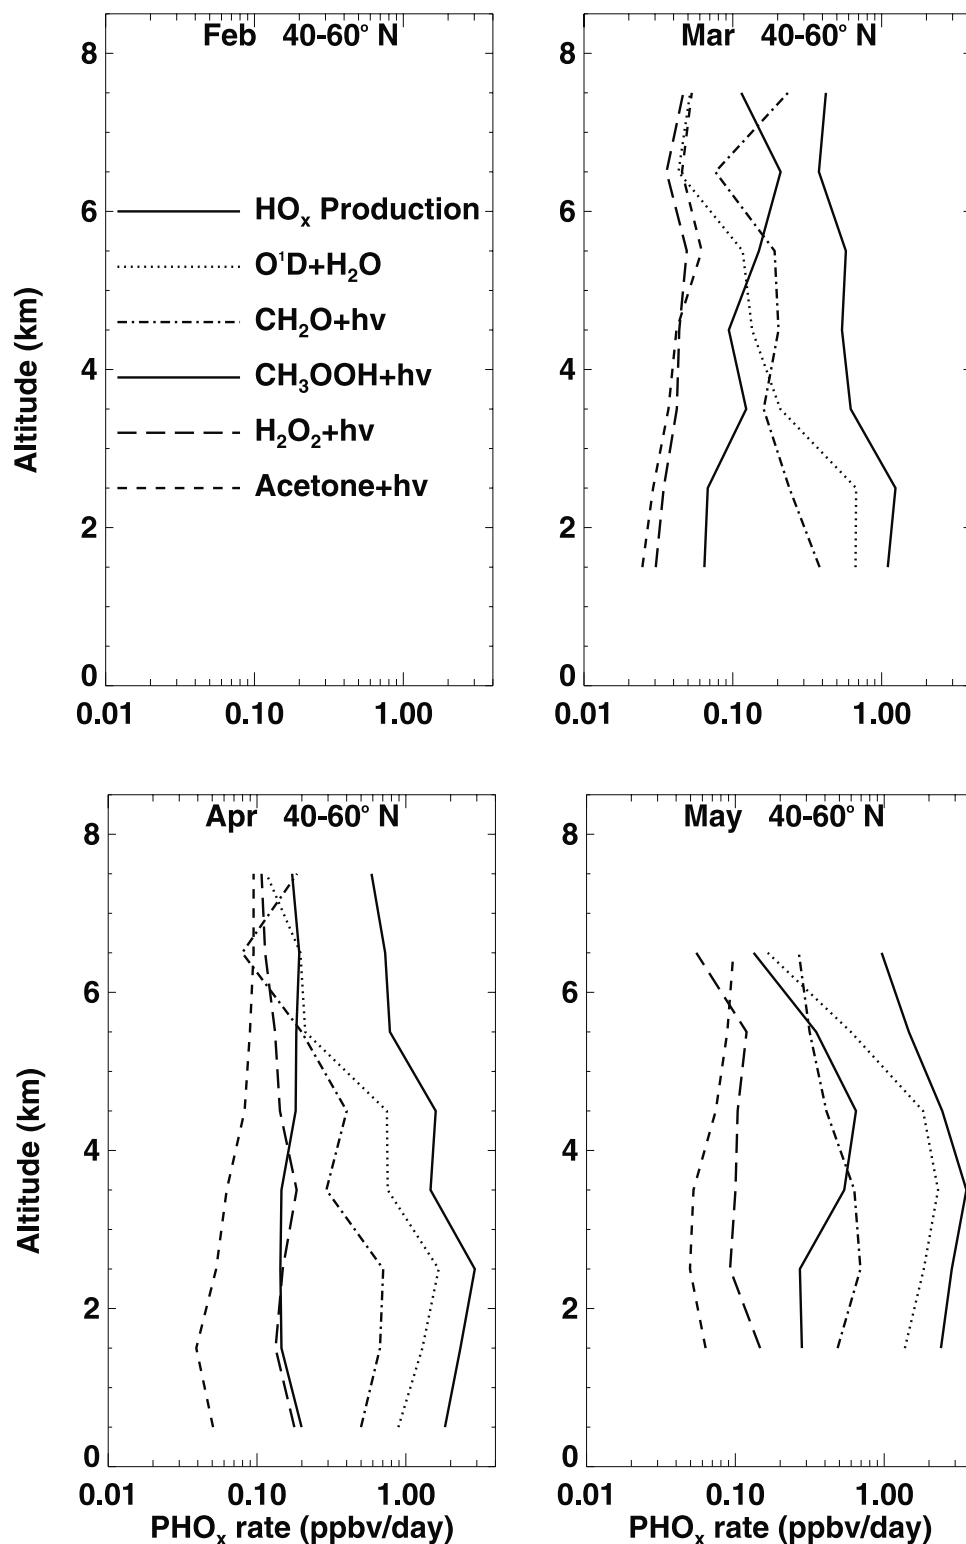 Feb 40-60° N
8
6
4
2
0
Altitude (km)
HOₓ Production
O¹D+H₂O
CH₂O+hv
CH₃OOH+hv
H₂O₂+hv
Acetone+hv
0.01 0.10 1.00
Mar 40-60° N
8
6
4
2
0
0.01 0.10 1.00
Apr 40-60° N
8
6
4
2
0
Altitude (km)
0.01 0.10 1.00
PHOₓ rate (ppbv/day)
May 40-60° N
8
6
4
2
0
0.01 0.10 1.00
PHOₓ rate (ppbv/day)